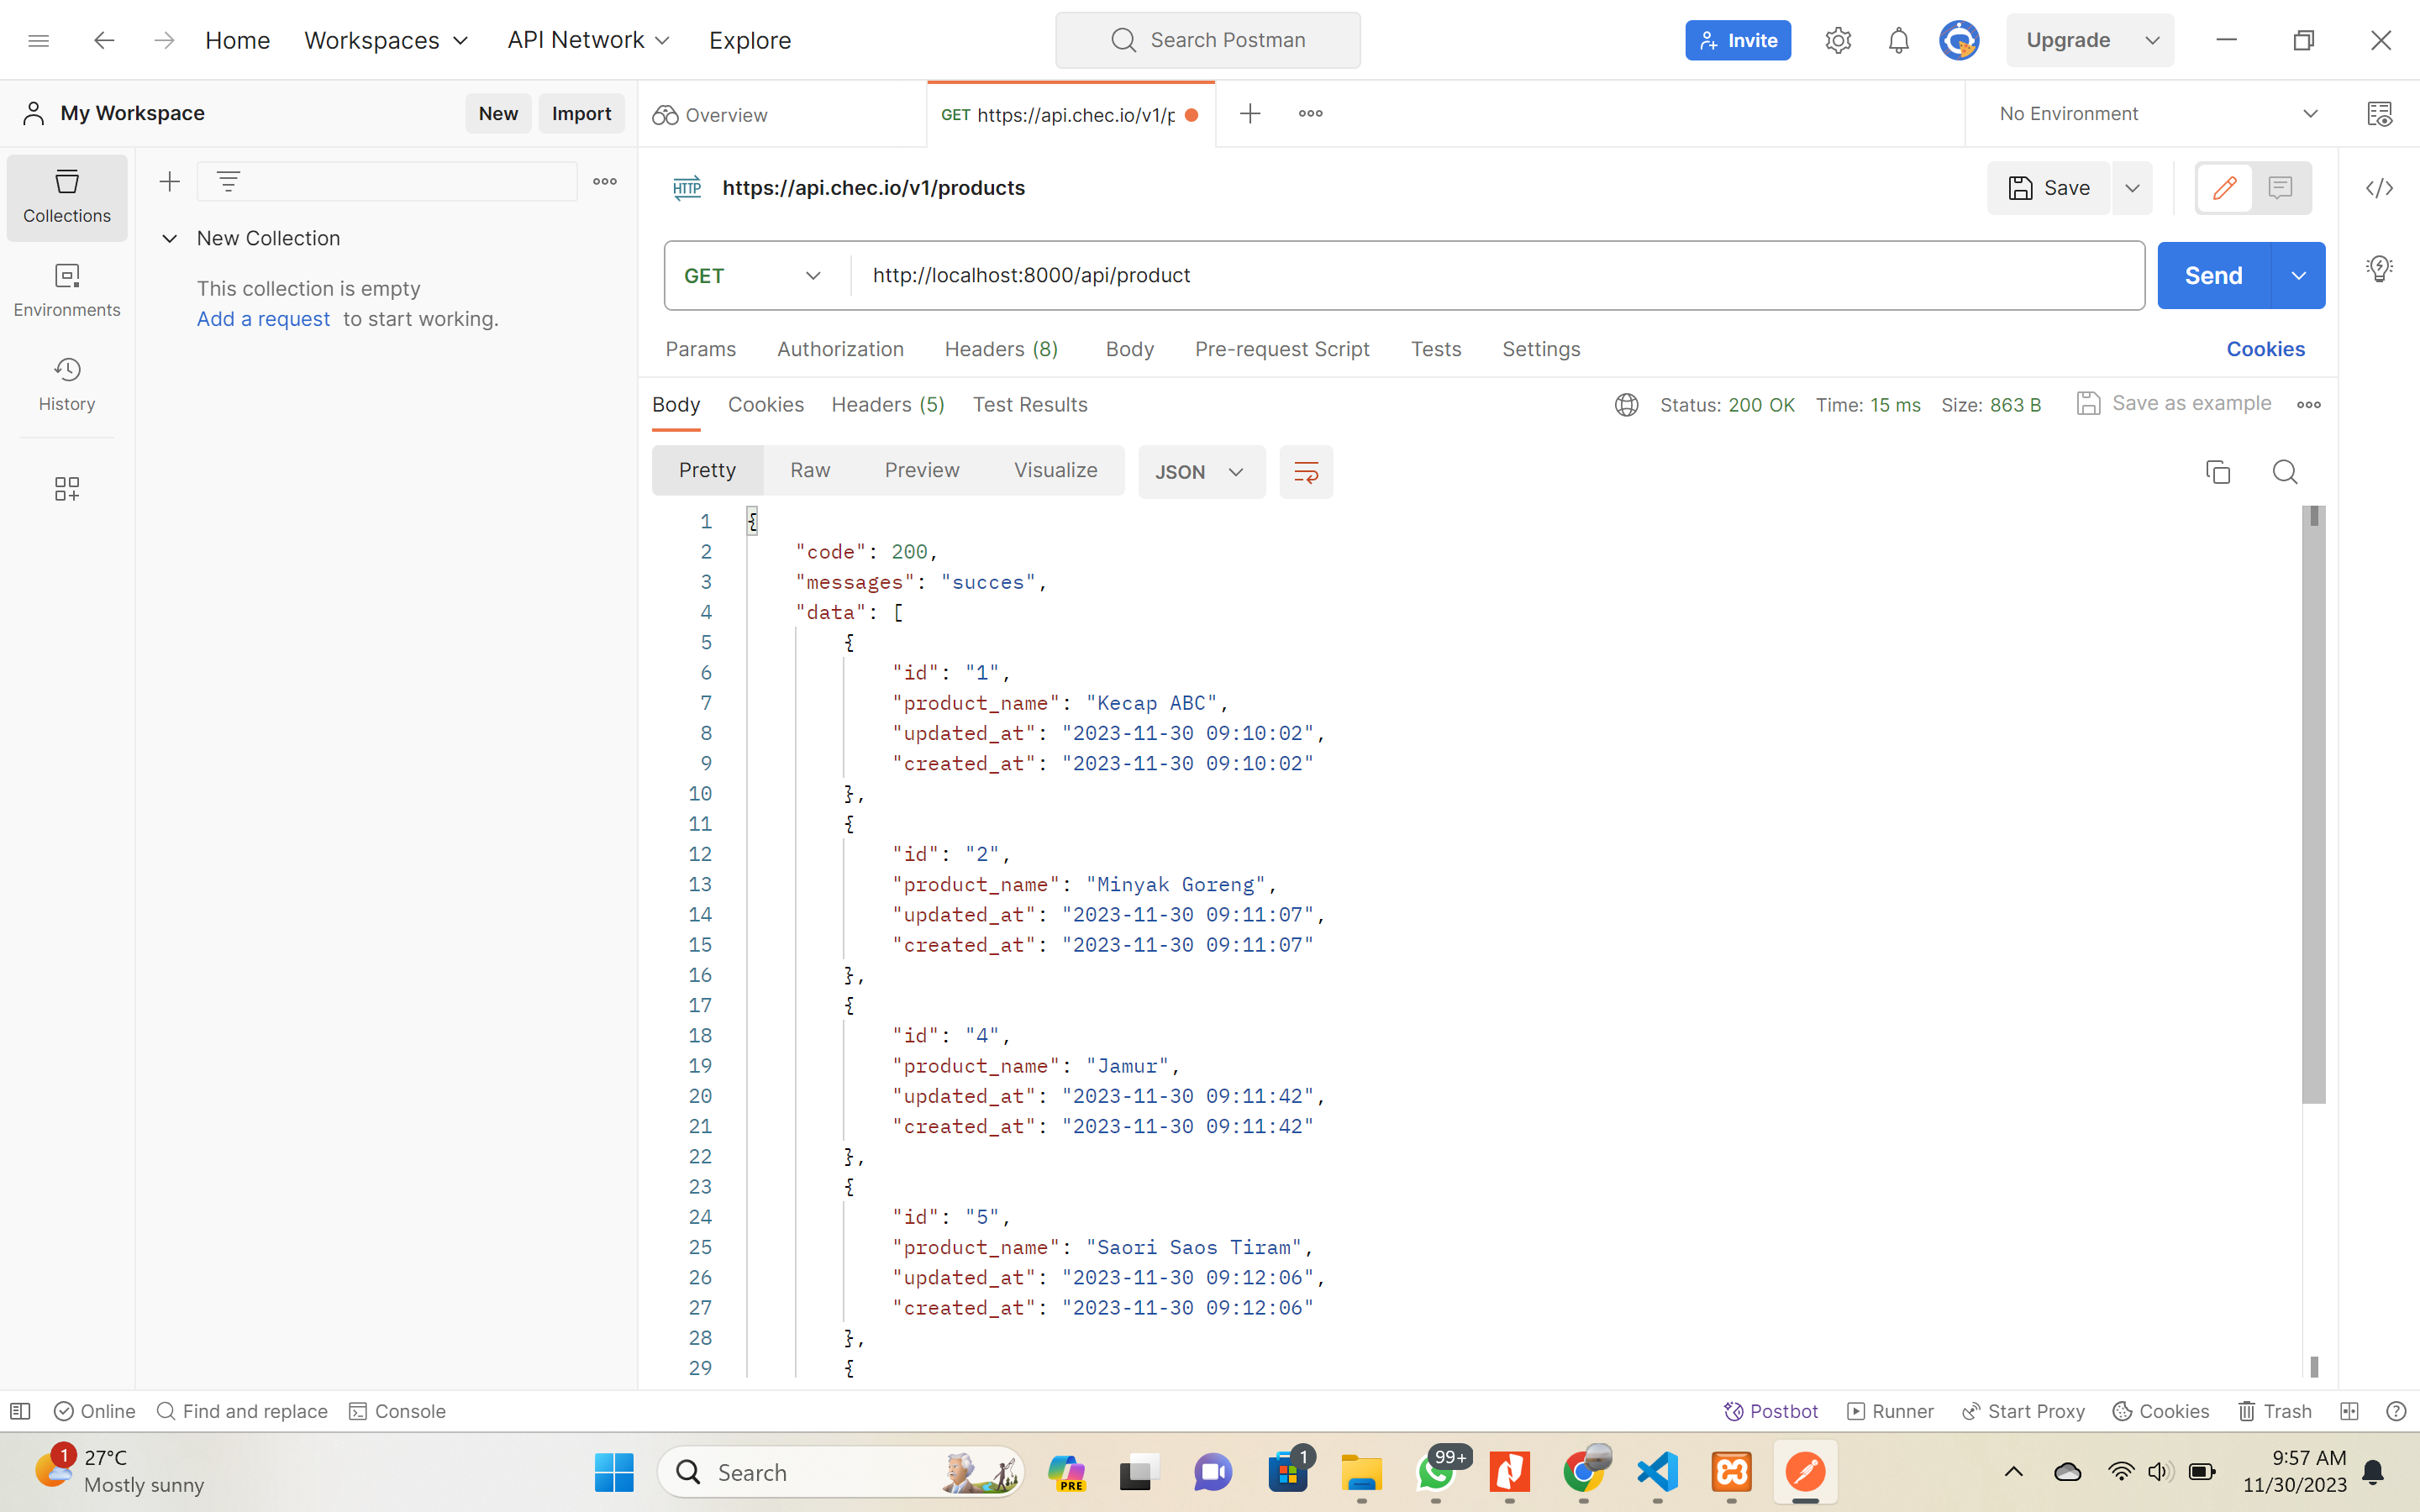 Home Workspaces API Network Explore Search Postman Invite Upgrade
My Workspace New Import Overview GET https://api.chec.io/v1/p No Environment
Collections
New Collection
This collection is empty
Add a request to start working.
Environments
History
HTTP https://api.chec.io/v1/products Save
GET http://localhost:8000/api/product Send
Params Authorization Headers (8) Body Pre-request Script Tests Settings Cookies
Body Cookies Headers (5) Test Results Status: 200 OK Time: 15 ms Size: 863 B Save as example
Pretty Raw Preview Visualize JSON
1 {
2 "code": 200,
3 "messages": "succes",
4 "data": [
5 {
6 "id": "1",
7 "product_name": "Kecap ABC",
8 "updated_at": "2023-11-30 09:10:02",
9 "created_at": "2023-11-30 09:10:02"
10 },
11 {
12 "id": "2",
13 "product_name": "Minyak Goreng",
14 "updated_at": "2023-11-30 09:11:07",
15 "created_at": "2023-11-30 09:11:07"
16 },
17 {
18 "id": "4",
19 "product_name": "Jamur",
20 "updated_at": "2023-11-30 09:11:42",
21 "created_at": "2023-11-30 09:11:42"
22 },
23 {
24 "id": "5",
25 "product_name": "Saori Saos Tiram",
26 "updated_at": "2023-11-30 09:12:06",
27 "created_at": "2023-11-30 09:12:06"
28 },
29 {
Online Find and replace Console Postbot Runner Start Proxy Cookies Trash
1 27°C
Mostly sunny
Search PRE 1 99+
9:57 AM
11/30/2023